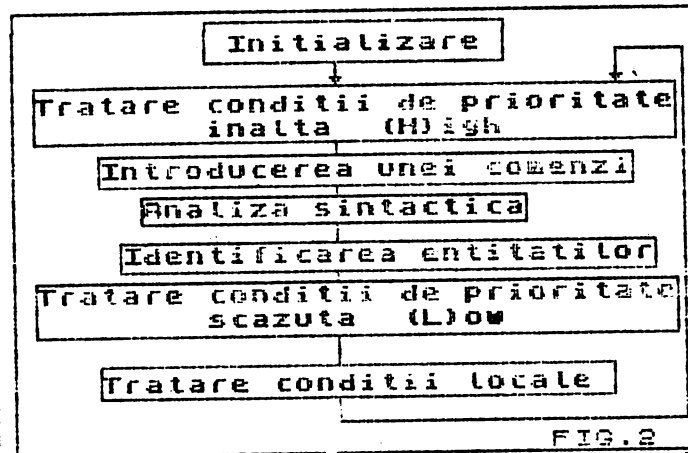 Initializare
Tratare conditii de prioritate
inalta (H)igh
Introducerea unei comenzi
Analiza sintactica
Identificarea entitatilor
Tratare conditii de prioritate
scazuta (L)ow
Tratare conditii locale
FIG.2